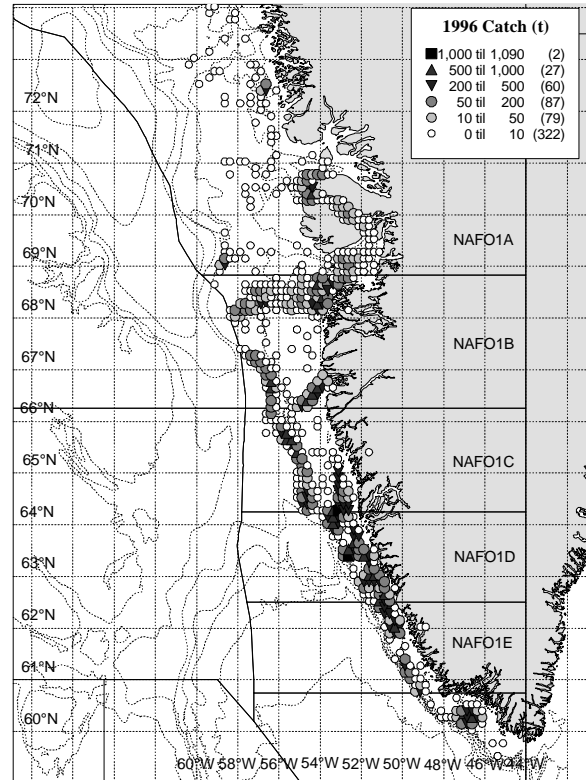 1996 Catch (t)
1,000 til 1,090 (2)
500 til 1,000 (27)
200 til 500 (60)
50 til 200 (87)
10 til 50 (79)
0 til 10 (322)
72°N
71°N
70°N
69°N
NAFO1A
68°N
67°N
NAFO1B
66°N
65°N
NAFO1C
64°N
63°N
NAFO1D
62°N
NAFO1E
61°N
60°N
60°W 58°W 56°W 54°W 52°W 50°W 48°W 46°W 44°W